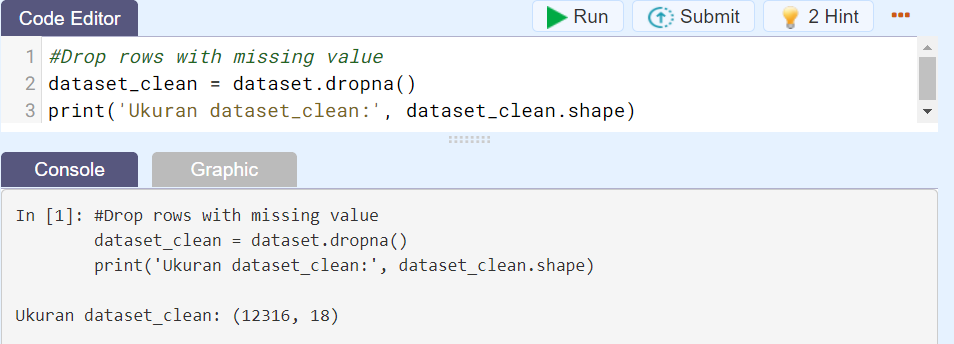 Code Editor
Run
Submit
2 Hint
1 #Drop rows with missing value
2 dataset_clean = dataset.dropna()
3 print('Ukuran dataset_clean:', dataset_clean.shape)
Console
Graphic
In [1]: #Drop rows with missing value
dataset_clean = dataset.dropna()
print('Ukuran dataset_clean:', dataset_clean.shape)
Ukuran dataset_clean: (12316, 18)